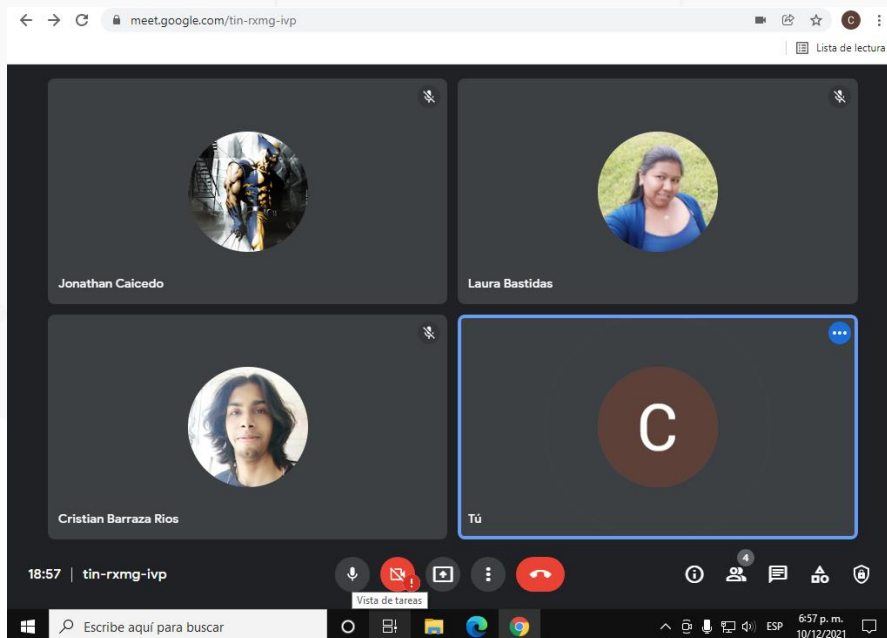 meet.google.com/tin-rxmg-ivp
C
Lista de lectura
Jonathan Caicedo
Laura Bastidas
Cristian Barraza Rios
C
Tú
18:57 | tin-rxmg-ivp
4
Vista de tareas
Escribe aquí para buscar
ESP
6:57 p. m.
10/12/2021